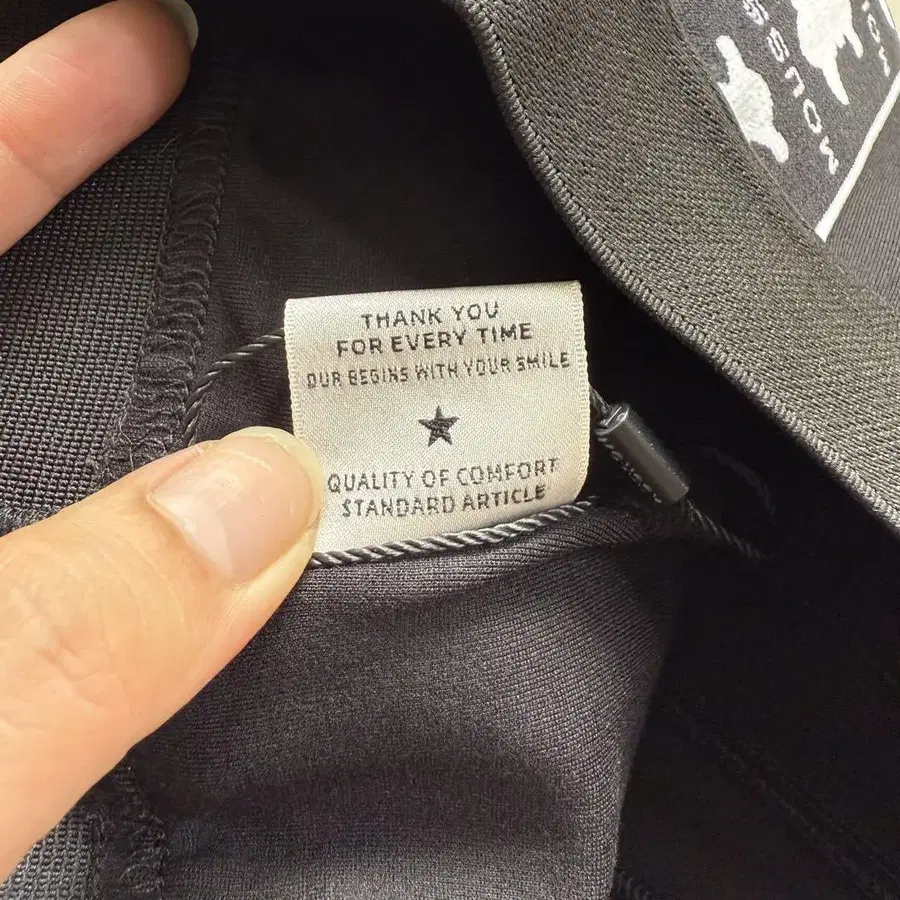 THANK YOU
FOR EVERY TIME
OUR BEGINS WITH YOUR SMILE
QUALITY OF COMFORT
STANDARD ARTICLE